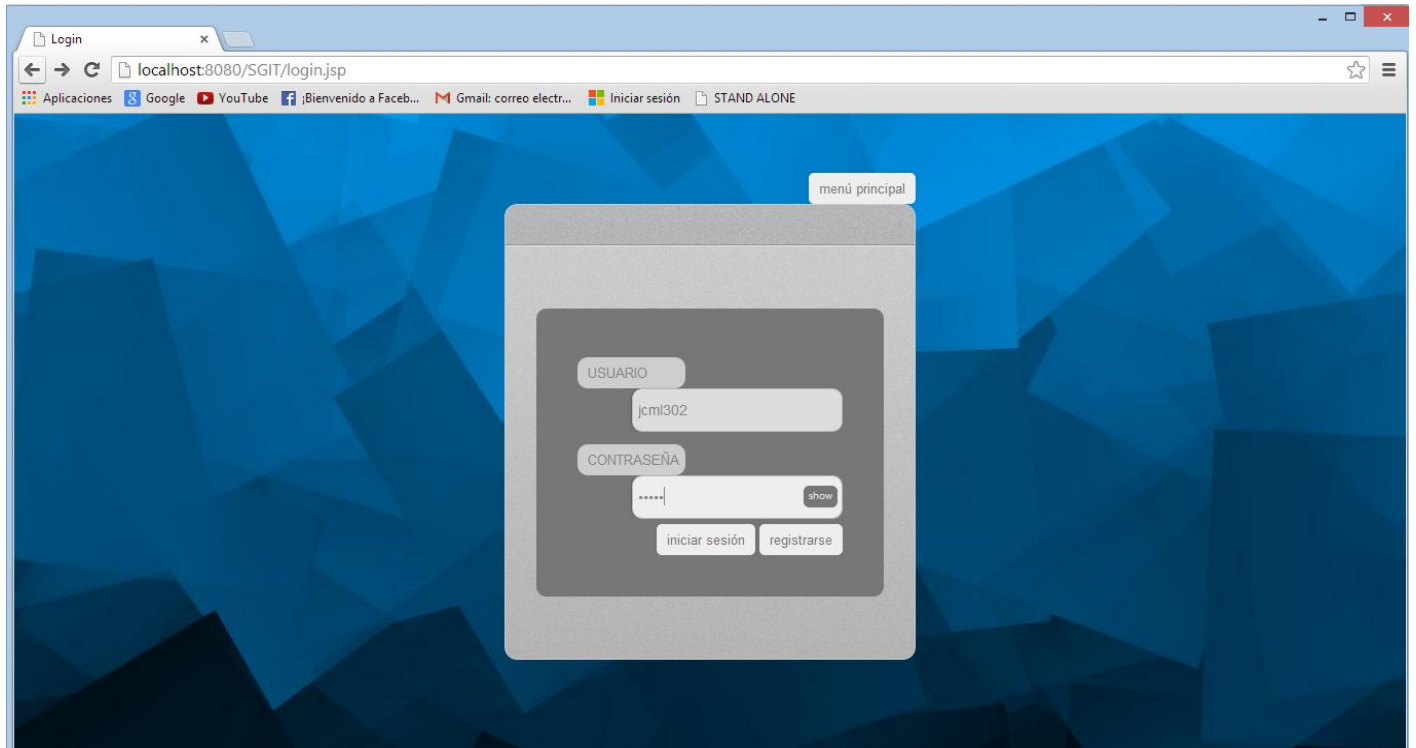 Login
localhost:8080/SGIT/login.jsp
Aplicaciones Google YouTube ¡Bienvenido a Faceb... Gmail: correo electr... Iniciar sesión STAND ALONE
menú principal
USUARIO
jcml302
CONTRASEÑA
••••• show
iniciar sesión registrarse